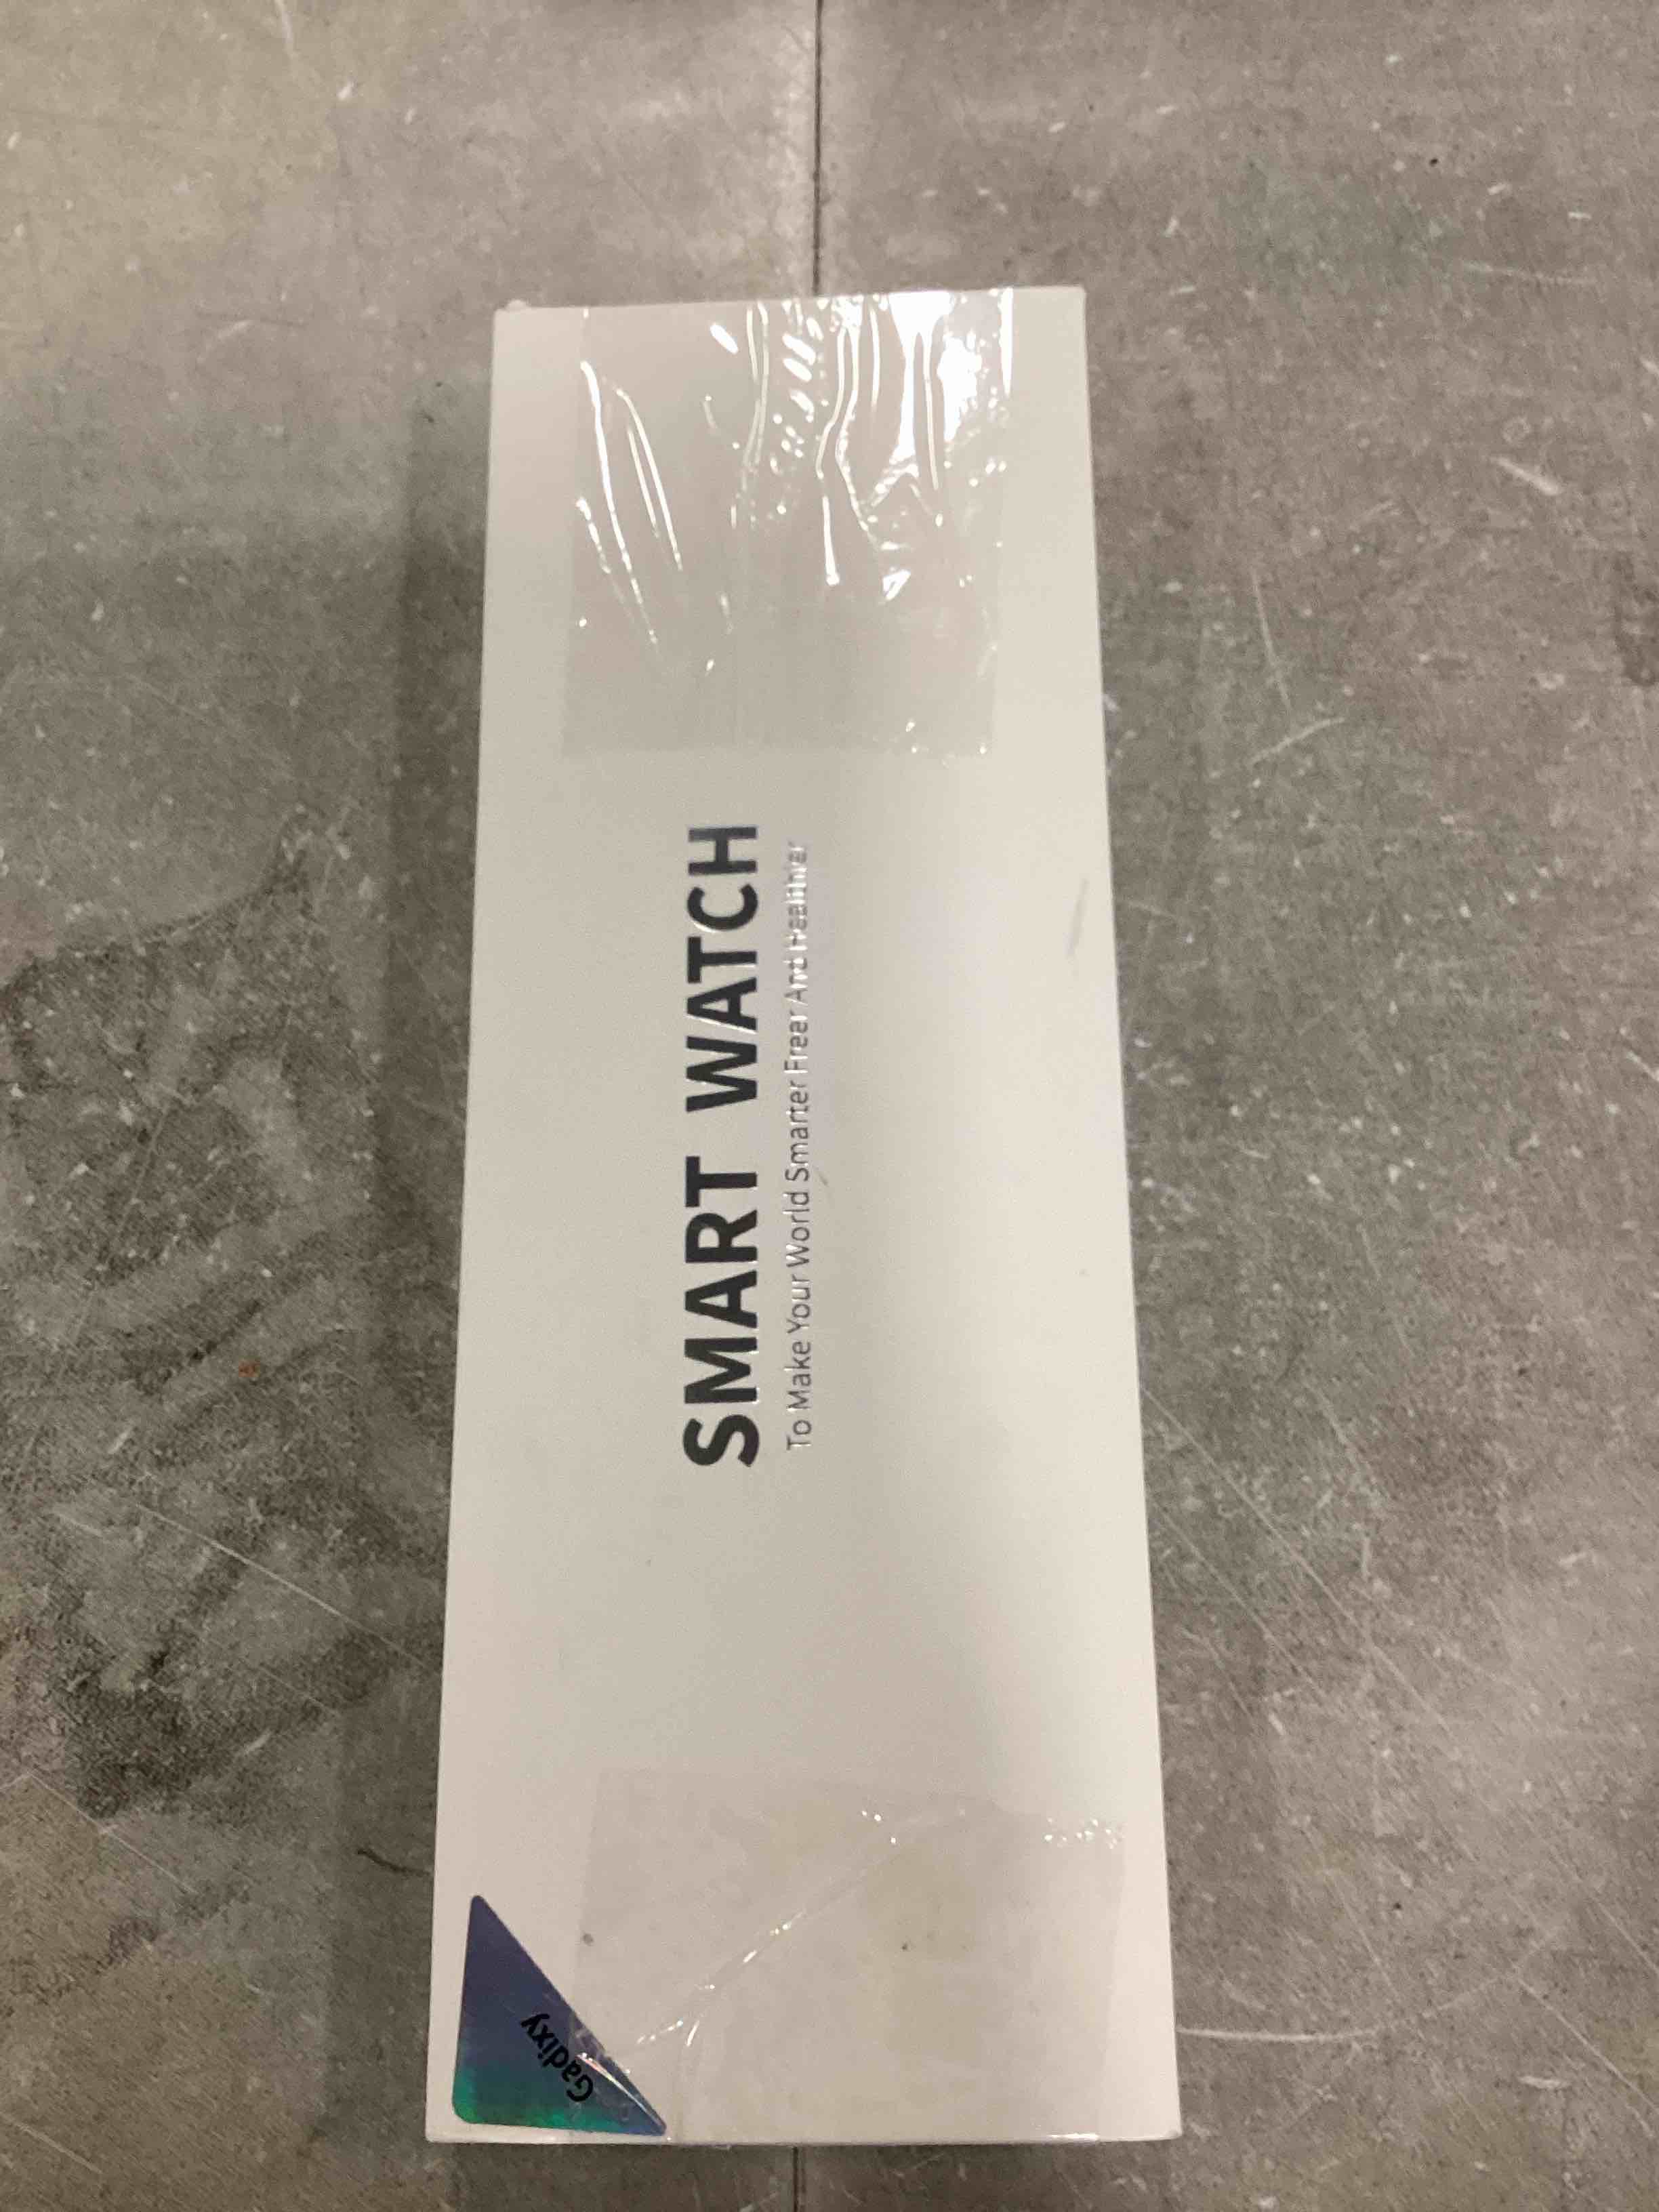 SMART WATCH
To Make Your World Smarter Freer And Healthier
Gadixy